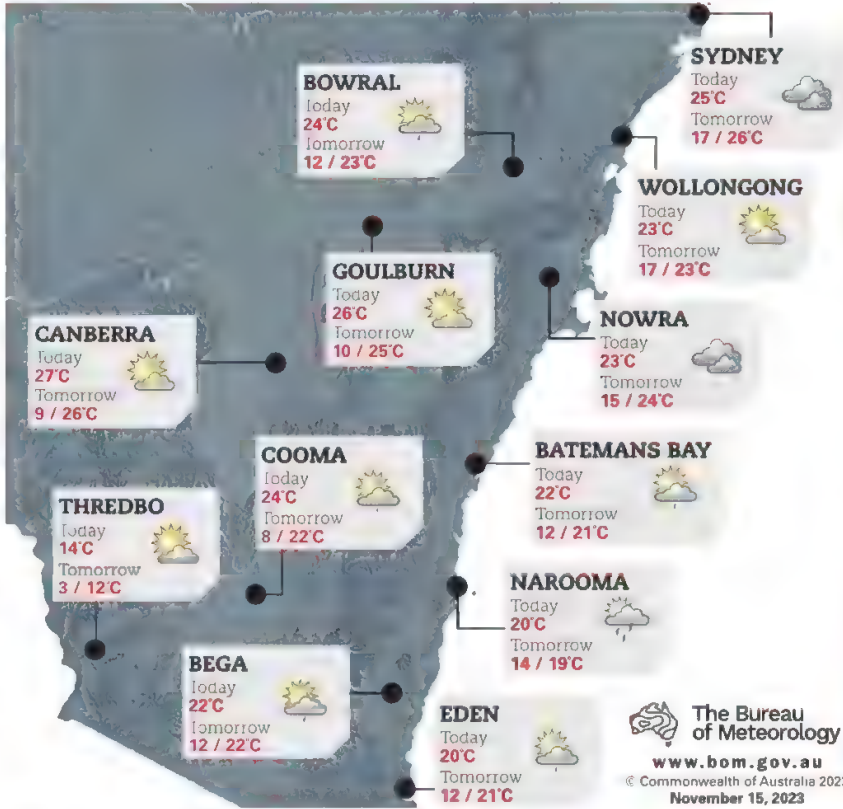 SYDNEY
Today
25°C
Tomorrow
17 / 26°C
BOWRAL
Today
24°C
Tomorrow
12 / 23°C
WOLLONGONG
Today
23°C
Tomorrow
17 / 23°C
GOULBURN
Today
26°C
Tomorrow
10 / 25°C
NOWRA
Today
23°C
Tomorrow
15 / 24°C
CANBERRA
Today
27°C
Tomorrow
9 / 26°C
COOMA
Today
24°C
Tomorrow
8 / 22°C
BATEMANS BAY
Today
22°C
Tomorrow
12 / 21°C
THREDBO
Today
14°C
Tomorrow
3 / 12°C
NAROOMA
Today
20°C
Tomorrow
14 / 19°C
BEGA
Today
22°C
Tomorrow
12 / 22°C
EDEN
Today
20°C
Tomorrow
12 / 21°C
The Bureau
of Meteorology
www.bom.gov.au
© Commonwealth of Australia 2023
November 15, 2023